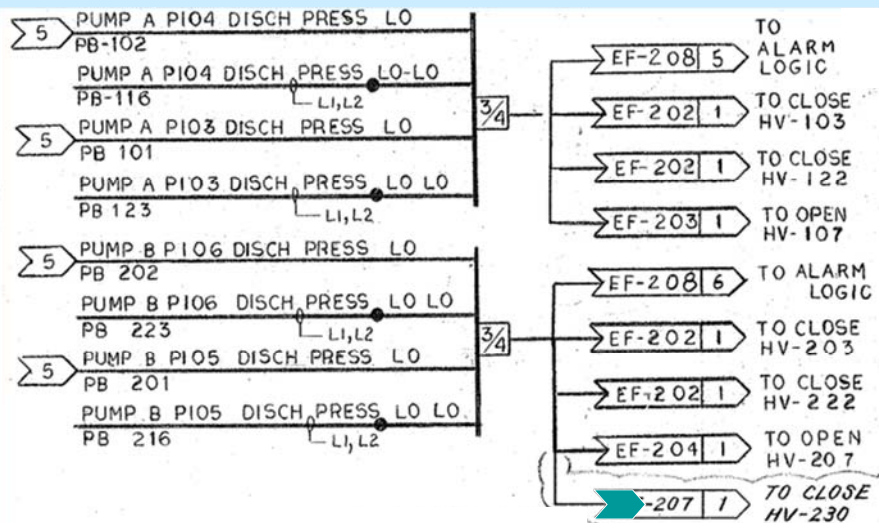 5 PUMP A P104 DISCH PRESS LO
PB-102
PUMP A P104 DISCH PRESS LO-LO
PB-116
L1,L2
5 PUMP A P103 DISCH PRESS LO
PB 101
PUMP A P103 DISCH PRESS LO LO
PB 123
L1,L2
3/4
EF-208 5 TO
ALARM
LOGIC
EF-202 1 TO CLOSE
HV-103
EF-202 1 TO CLOSE
HV-122
EF-203 1 TO OPEN
HV-107
5 PUMP B P106 DISCH PRESS LO
PB 202
PUMP B P106 DISCH PRESS LO LO
PB 223
L1,L2
5 PUMP B P105 DISCH PRESS LO
PB 201
PUMP B P105 DISCH PRESS LO LO
PB 216
L1,L2
3/4
EF-208 6 TO ALARM
LOGIC
EF-202 1 TO CLOSE
HV-203
EF-202 1 TO CLOSE
HV-222
EF-204 1 TO OPEN
HV-207
-207 1 TO CLOSE
HV-230